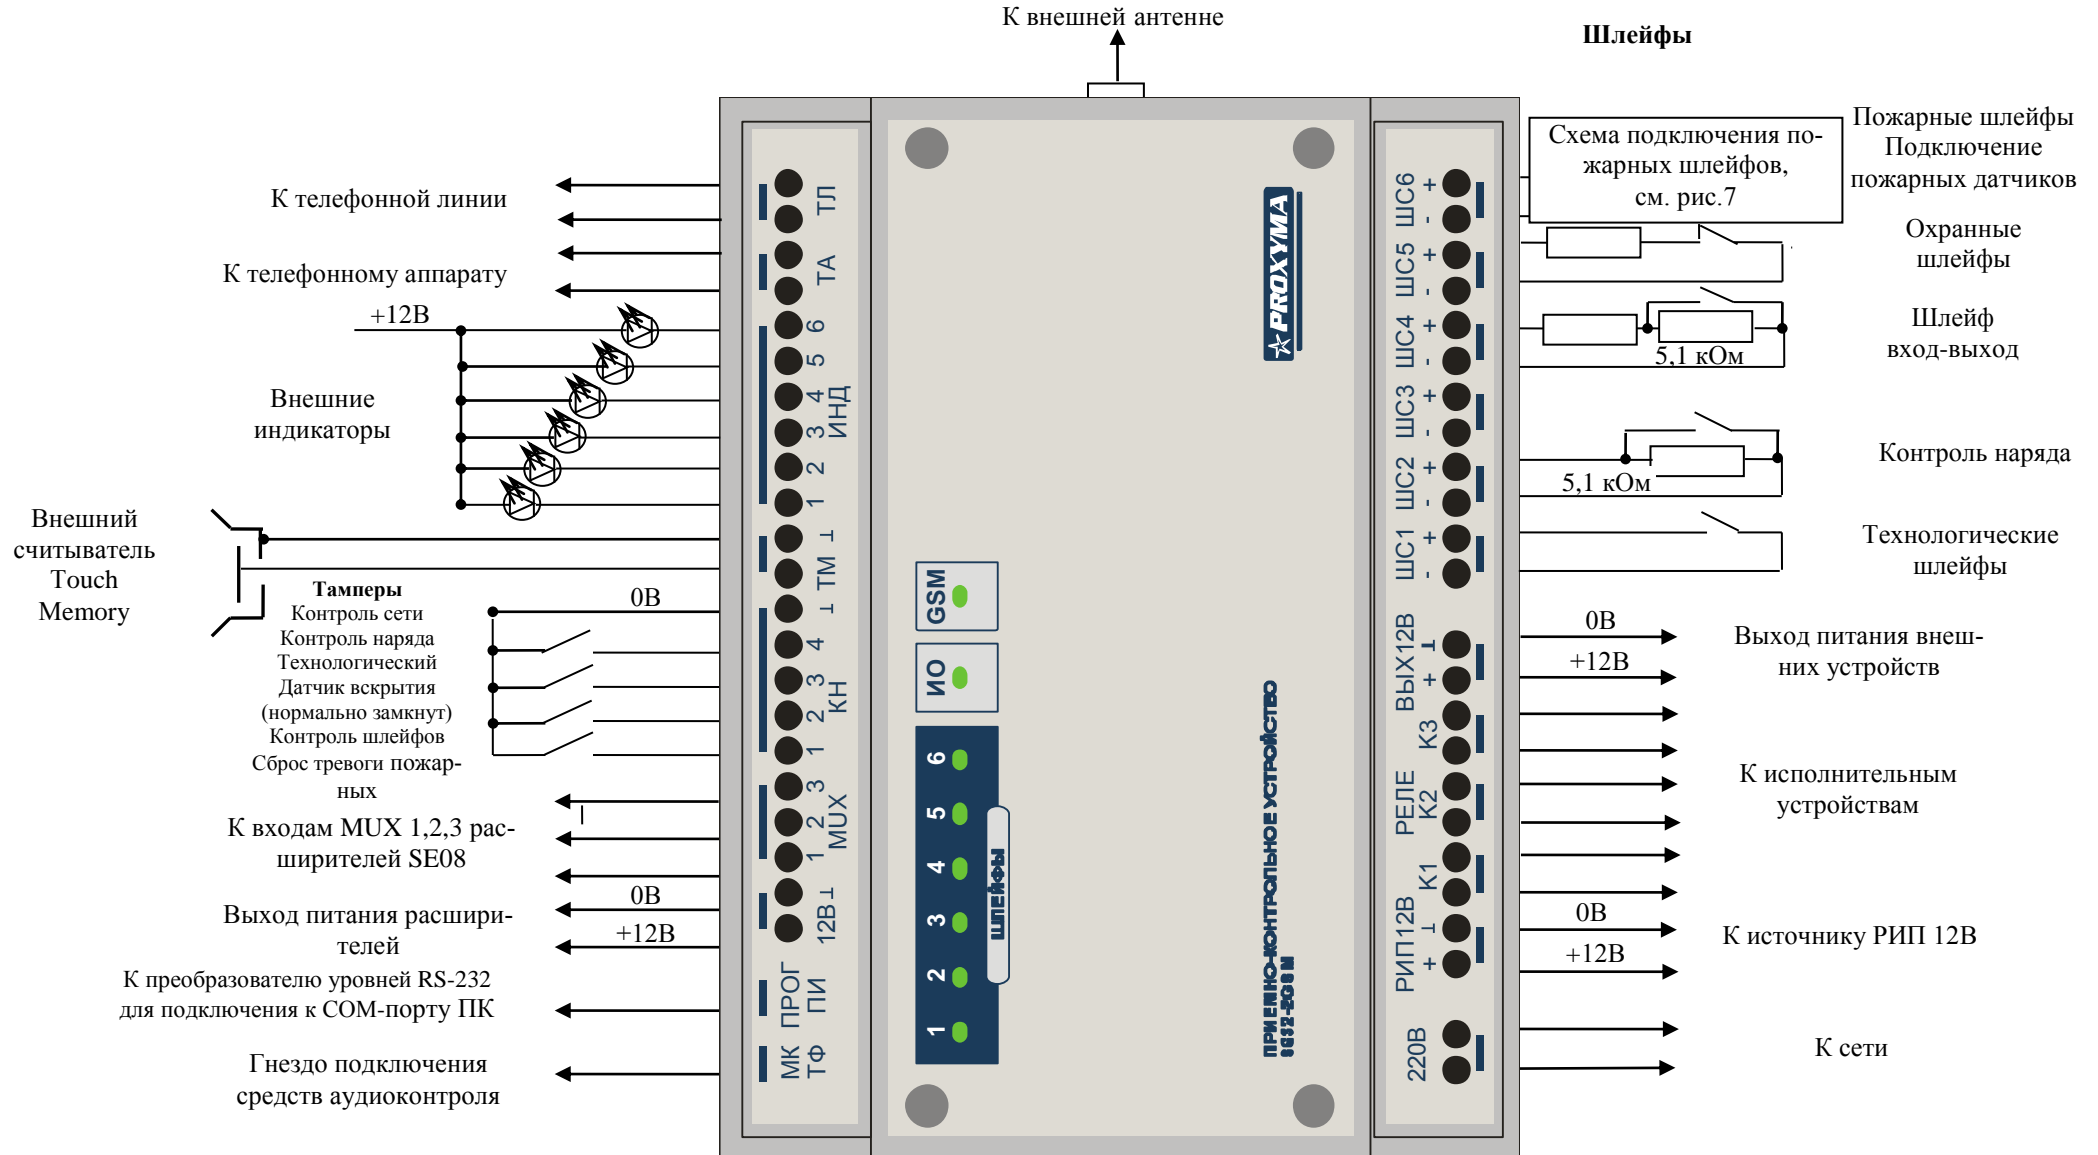 К внешней антенне
Шлейфы
К телефонной линии
К телефонному аппарату
+12В
Внешние
индикаторы
Внешний
считыватель
Touch
Memory
Тамперы
Контроль сети
Контроль наряда
Технологический
Датчик вскрытия
(нормально замкнут)
Контроль шлейфов
Сброс тревоги пожар-
ных
0В
К входам MUX 1,2,3 рас-
ширителей SE08
0В
Выход питания расшири-
телей
+12В
К преобразователю уровней RS-232
для подключения к COM-порту ПК
Гнездо подключения
средств аудиоконтроля
ТЛ
ТА
6
5
4
3
2
1
ИНД
⊥
ТМ
⊥
4
3
2
1
КН
3
2
1
MUX
⊥
12В
ПРОГ
ПИ
МК
ТФ
PROXYMA
GSM
ИО
6
5
4
3
2
1
ШЛЕЙФЫ
ПРИЕМНО-КОНТРОЛЬНОЕ УСТРОЙСТВО
ШС6 + -
ШС5 + -
ШС4 + -
ШС3 + -
ШС2 + -
ШС1 + -
ВЫХ12В ⊥ +
К3
РЕЛЕ
К2
К1
РИП12В ⊥ +
220В
Схема подключения по-
жарных шлейфов,
см. рис.7
Пожарные шлейфы
Подключение
пожарных датчиков
Охранные
шлейфы
Шлейф
вход-выход
5,1 кОм
Контроль наряда
5,1 кОм
Технологические
шлейфы
0В
+12В
Выход питания внеш-
них устройств
К исполнительным
устройствам
0В
+12В
К источнику РИП 12В
К сети